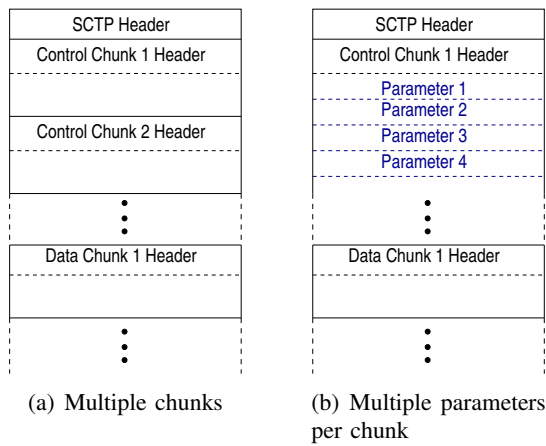 SCTP Header
Control Chunk 1 Header
Control Chunk 2 Header
Data Chunk 1 Header
(a) Multiple chunks
SCTP Header
Control Chunk 1 Header
Parameter 1
Parameter 2
Parameter 3
Parameter 4
Data Chunk 1 Header
(b) Multiple parameters
per chunk